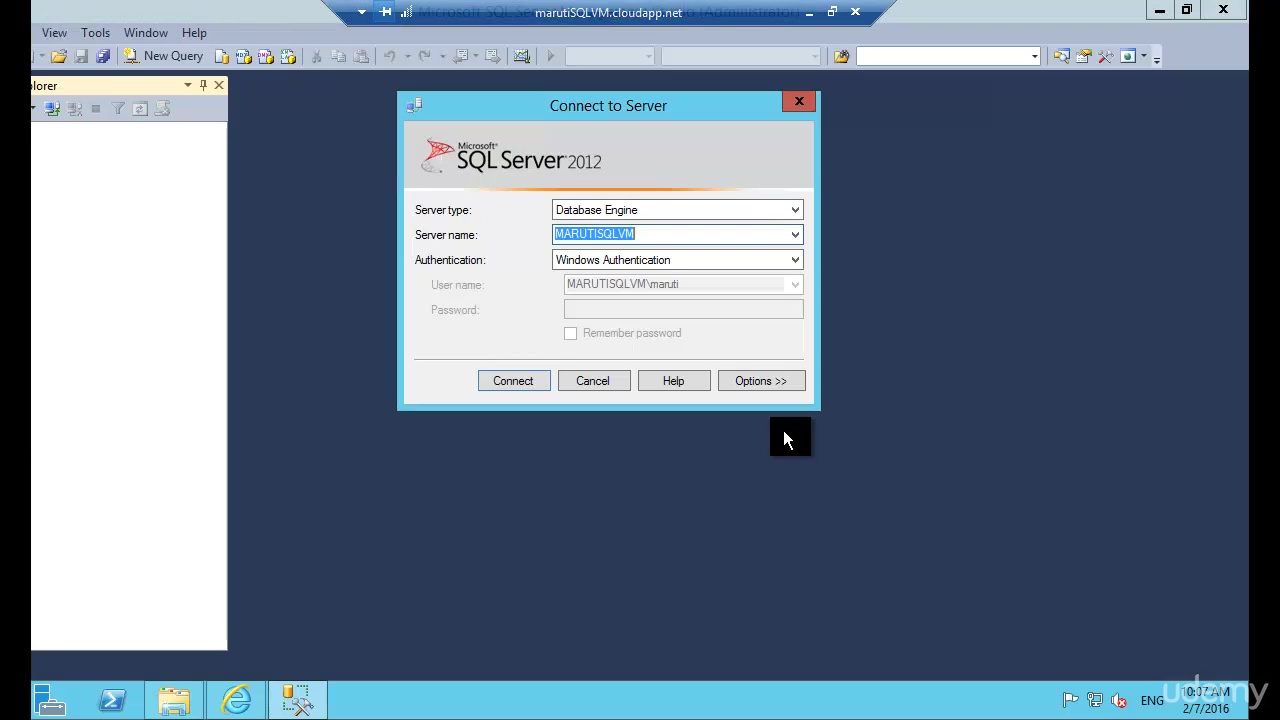 marutiSQLVM.cloudapp.net
View Tools Window Help
New Query
plorer
Connect to Server
Microsoft
SQL Server 2012
Server type: Database Engine
Server name: MARUTISQLVM
Authentication: Windows Authentication
User name: MARUTISQLVM\maruti
Password:
Remember password
Connect Cancel Help Options >>
ENG
10:07 AM
2/7/2016
udemy